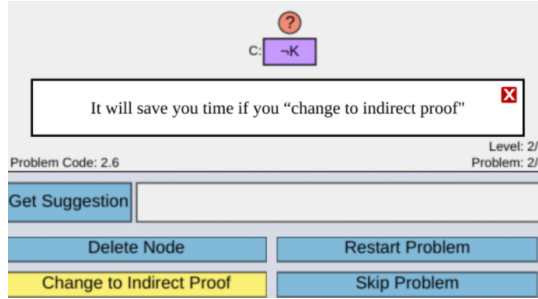 ?
C: ¬K
X
It will save you time if you “change to indirect proof"
Level: 2/
Problem Code: 2.6 Problem: 2/
Get Suggestion
Delete Node Restart Problem
Change to Indirect Proof Skip Problem